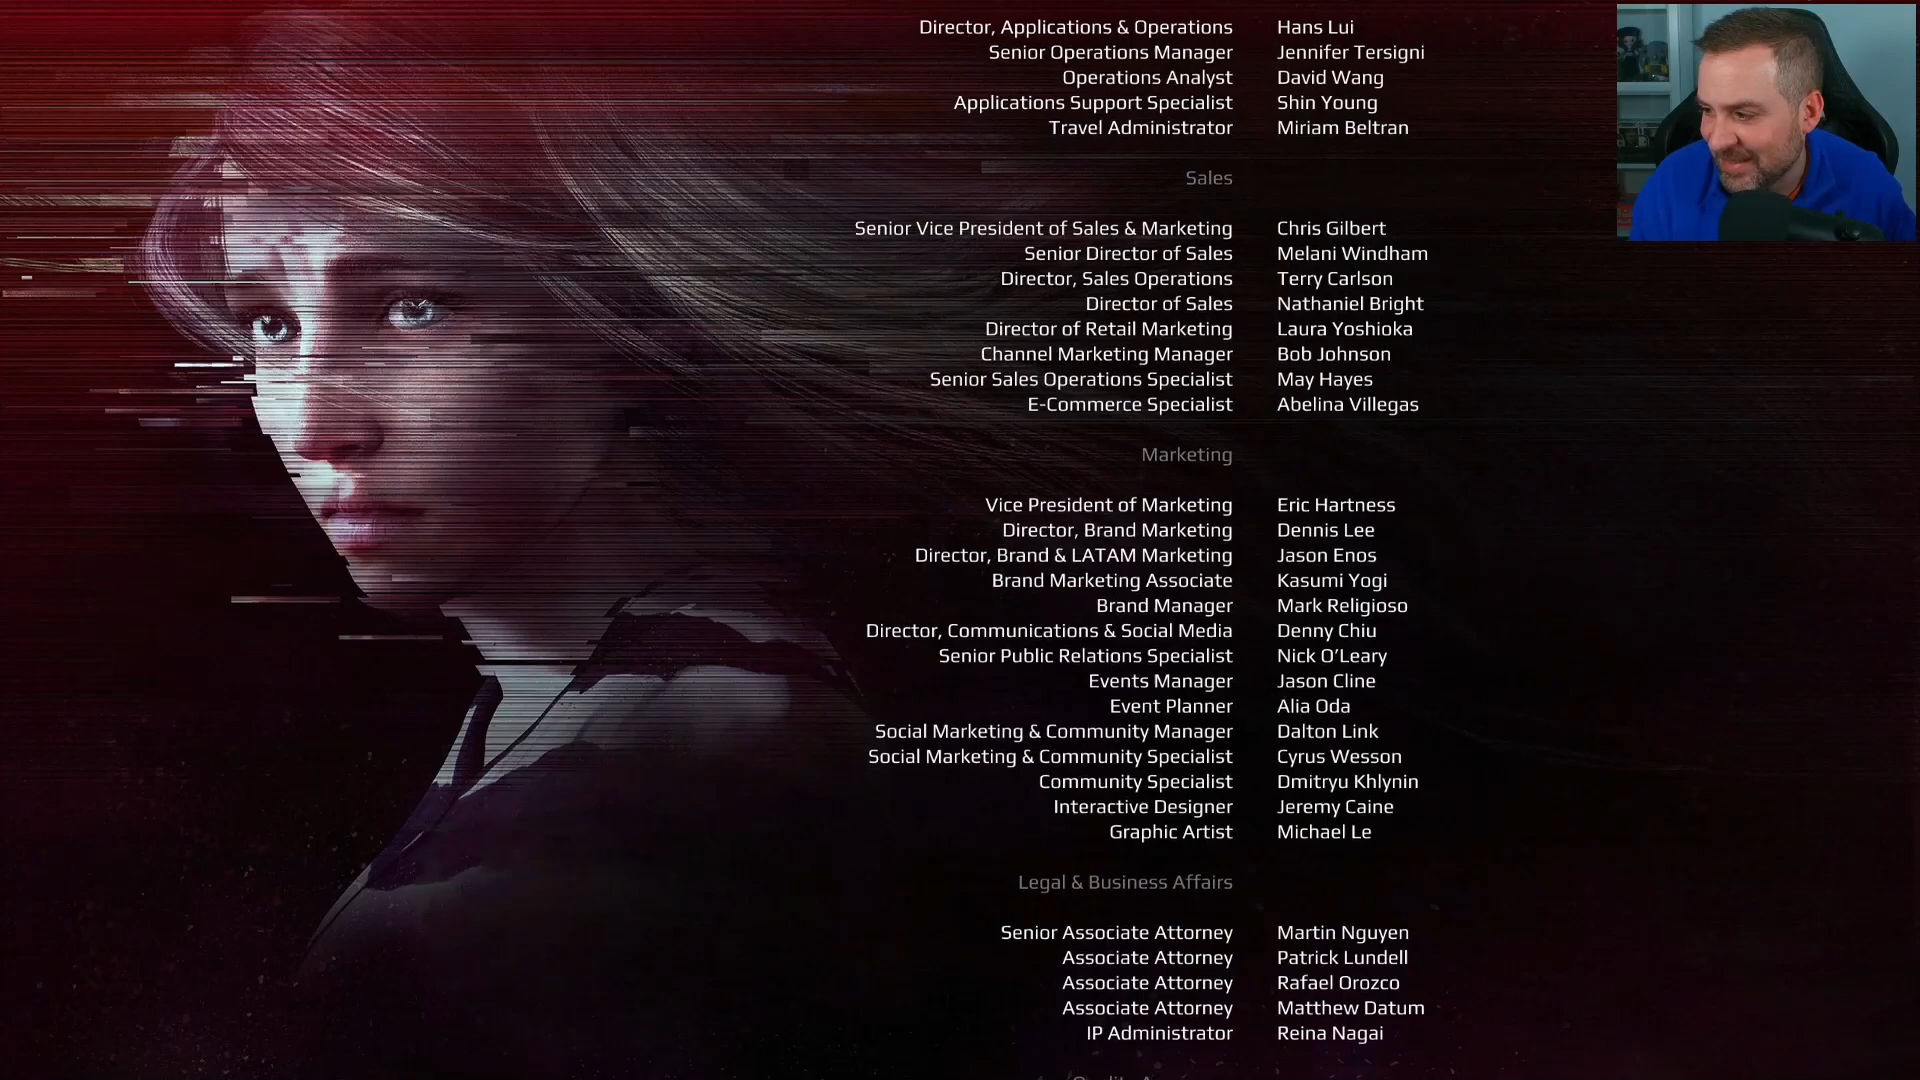 Director, Applications & Operations Hans Lui
Senior Operations Manager Jennifer Tersigni
Operations Analyst David Wang
Applications Support Specialist Shin Young
Travel Administrator Miriam Beltran
Sales
Senior Vice President of Sales & Marketing Chris Gilbert
Senior Director of Sales Melani Windham
Director, Sales Operations Terry Carlson
Director of Sales Nathaniel Bright
Director of Retail Marketing Laura Yoshioka
Channel Marketing Manager Bob Johnson
Senior Sales Operations Specialist May Hayes
E-Commerce Specialist Abelina Villegas
Marketing
Vice President of Marketing Eric Hartness
Director, Brand Marketing Dennis Lee
Director, Brand & LATAM Marketing Jason Enos
Brand Marketing Associate Kasumi Yogi
Brand Manager Mark Religioso
Director, Communications & Social Media Denny Chiu
Senior Public Relations Specialist Nick O’Leary
Events Manager Jason Cline
Event Planner Alia Oda
Social Marketing & Community Manager Dalton Link
Social Marketing & Community Specialist Cyrus Wesson
Community Specialist Dmitryu Khlynin
Interactive Designer Jeremy Caine
Graphic Artist Michael Le
Legal & Business Affairs
Senior Associate Attorney Martin Nguyen
Associate Attorney Patrick Lundell
Associate Attorney Rafael Orozco
Associate Attorney Matthew Datum
IP Administrator Reina Nagai